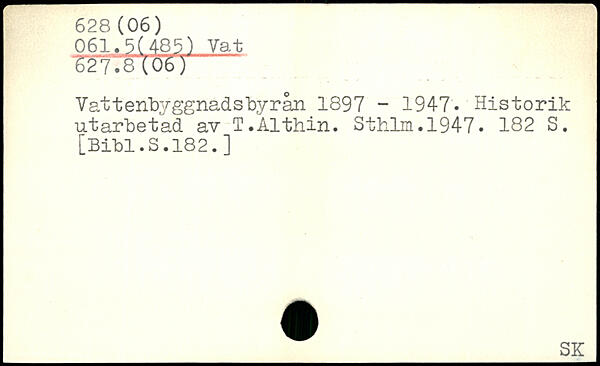 628(06)
061.5(485) Vat
627.8(06)
Vattenbyggnadsbyrån 1897 - 1947. Historik
utarbetad av T.Althin. Sthlm.1947. 182 S.
[Bibl.S.182.]
SK